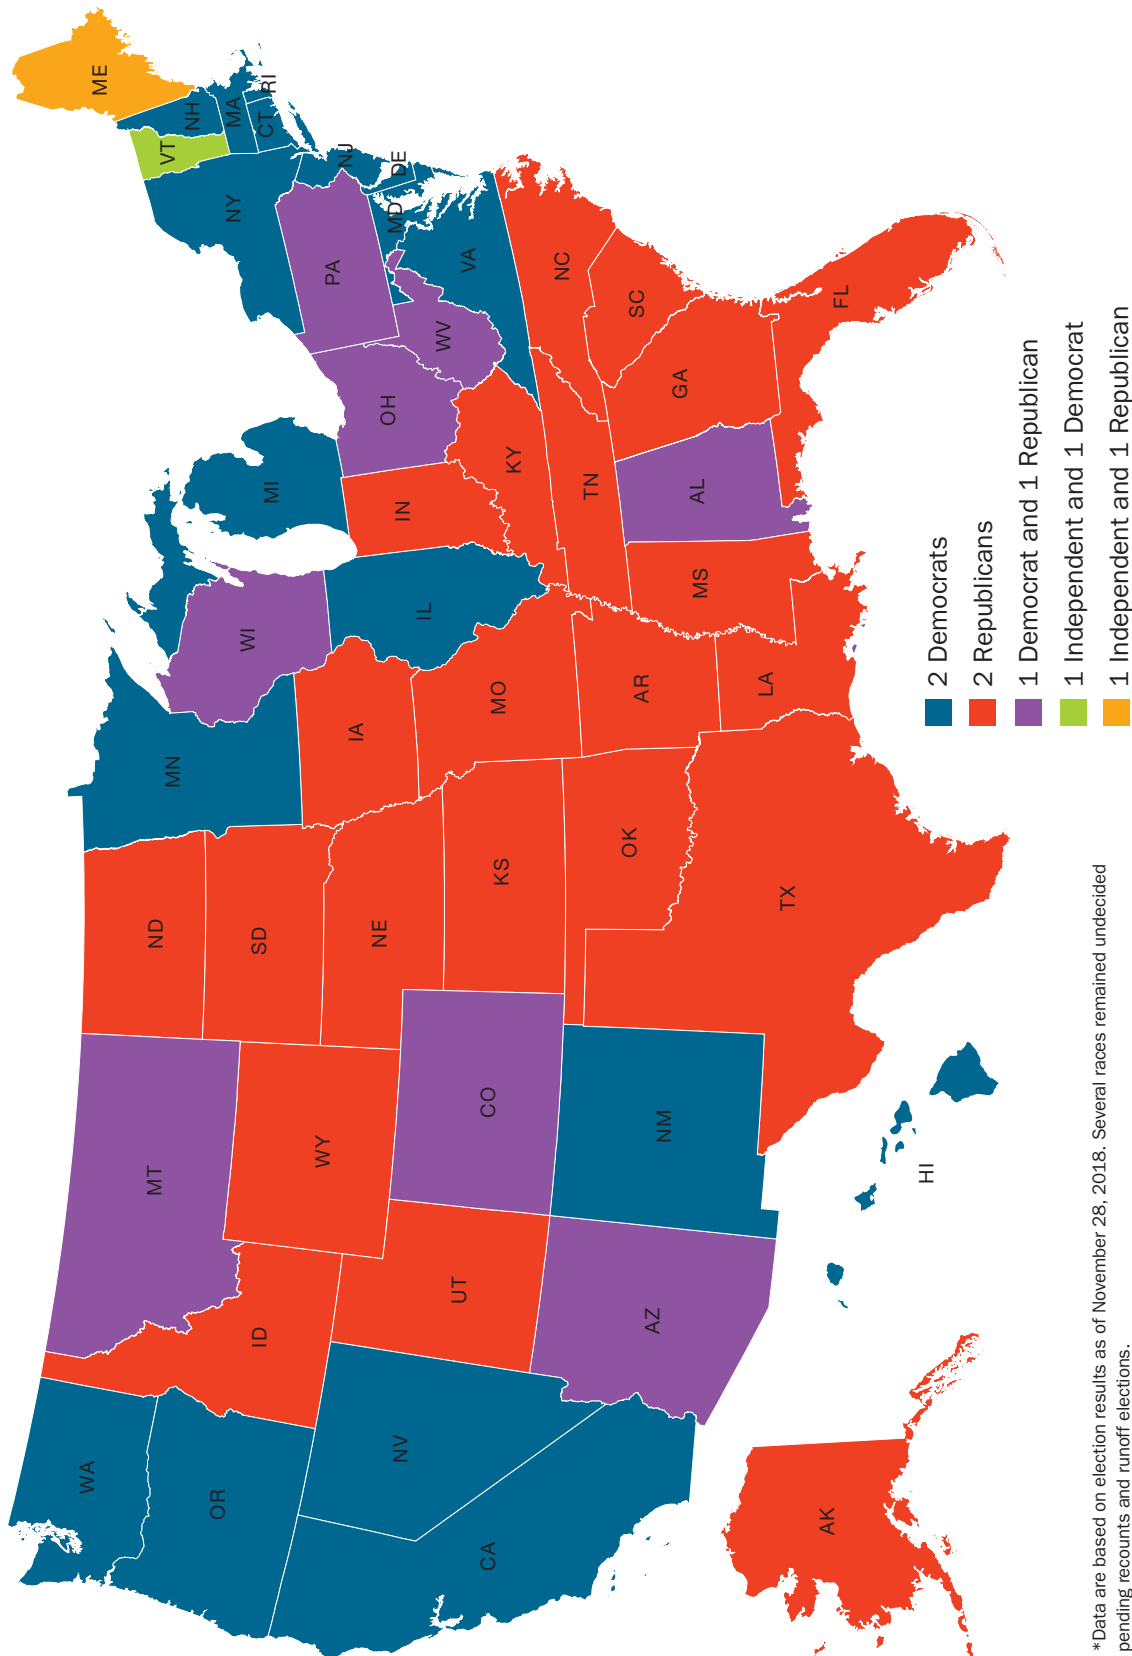 WA
OR
CA
NV
ID
MT
WY
UT
AZ
CO
NM
ND
SD
NE
KS
OK
TX
MN
IA
MO
AR
LA
WI
IL
MI
IN
OH
KY
TN
MS
AL
GA
FL
SC
NC
VA
WV
PA
NY
VT
NH
ME
MA
RI
CT
NJ
DE
MD
AK
HI
2 Democrats
2 Republicans
1 Democrat and 1 Republican
1 Independent and 1 Democrat
1 Independent and 1 Republican
*Data are based on election results as of November 28, 2018. Several races remained undecided
pending recounts and runoff elections.